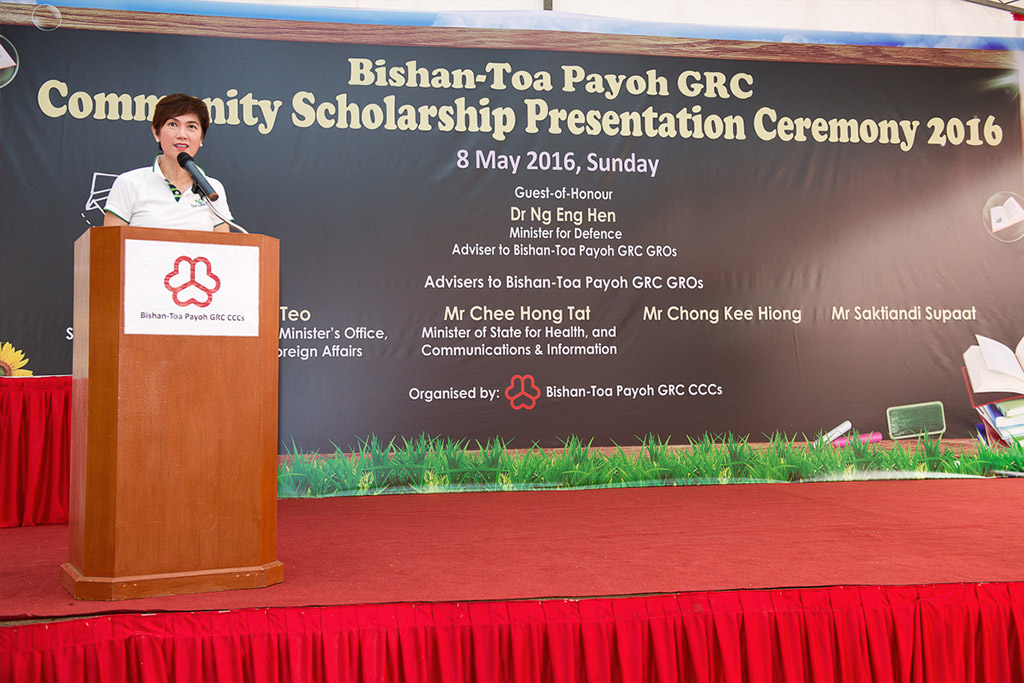 Bishan-Toa Payoh GRC
Community Scholarship Presentation Ceremony 2016
8 May 2016, Sunday
Guest-of-Honour
Dr Ng Eng Hen
Minister for Defence
Adviser to Bishan-Toa Payoh GRC GROs
Advisers to Bishan-Toa Payoh GRC GROs
Teo
Minister's Office,
Foreign Affairs
Mr Chee Hong Tat
Minister of State for Health, and
Communications & Information
Mr Chong Kee Hiong
Mr Saktiandi Supaat
Organised by: Bishan-Toa Payoh GRC CCCs
Bishan-Toa Payoh GRC CCCs